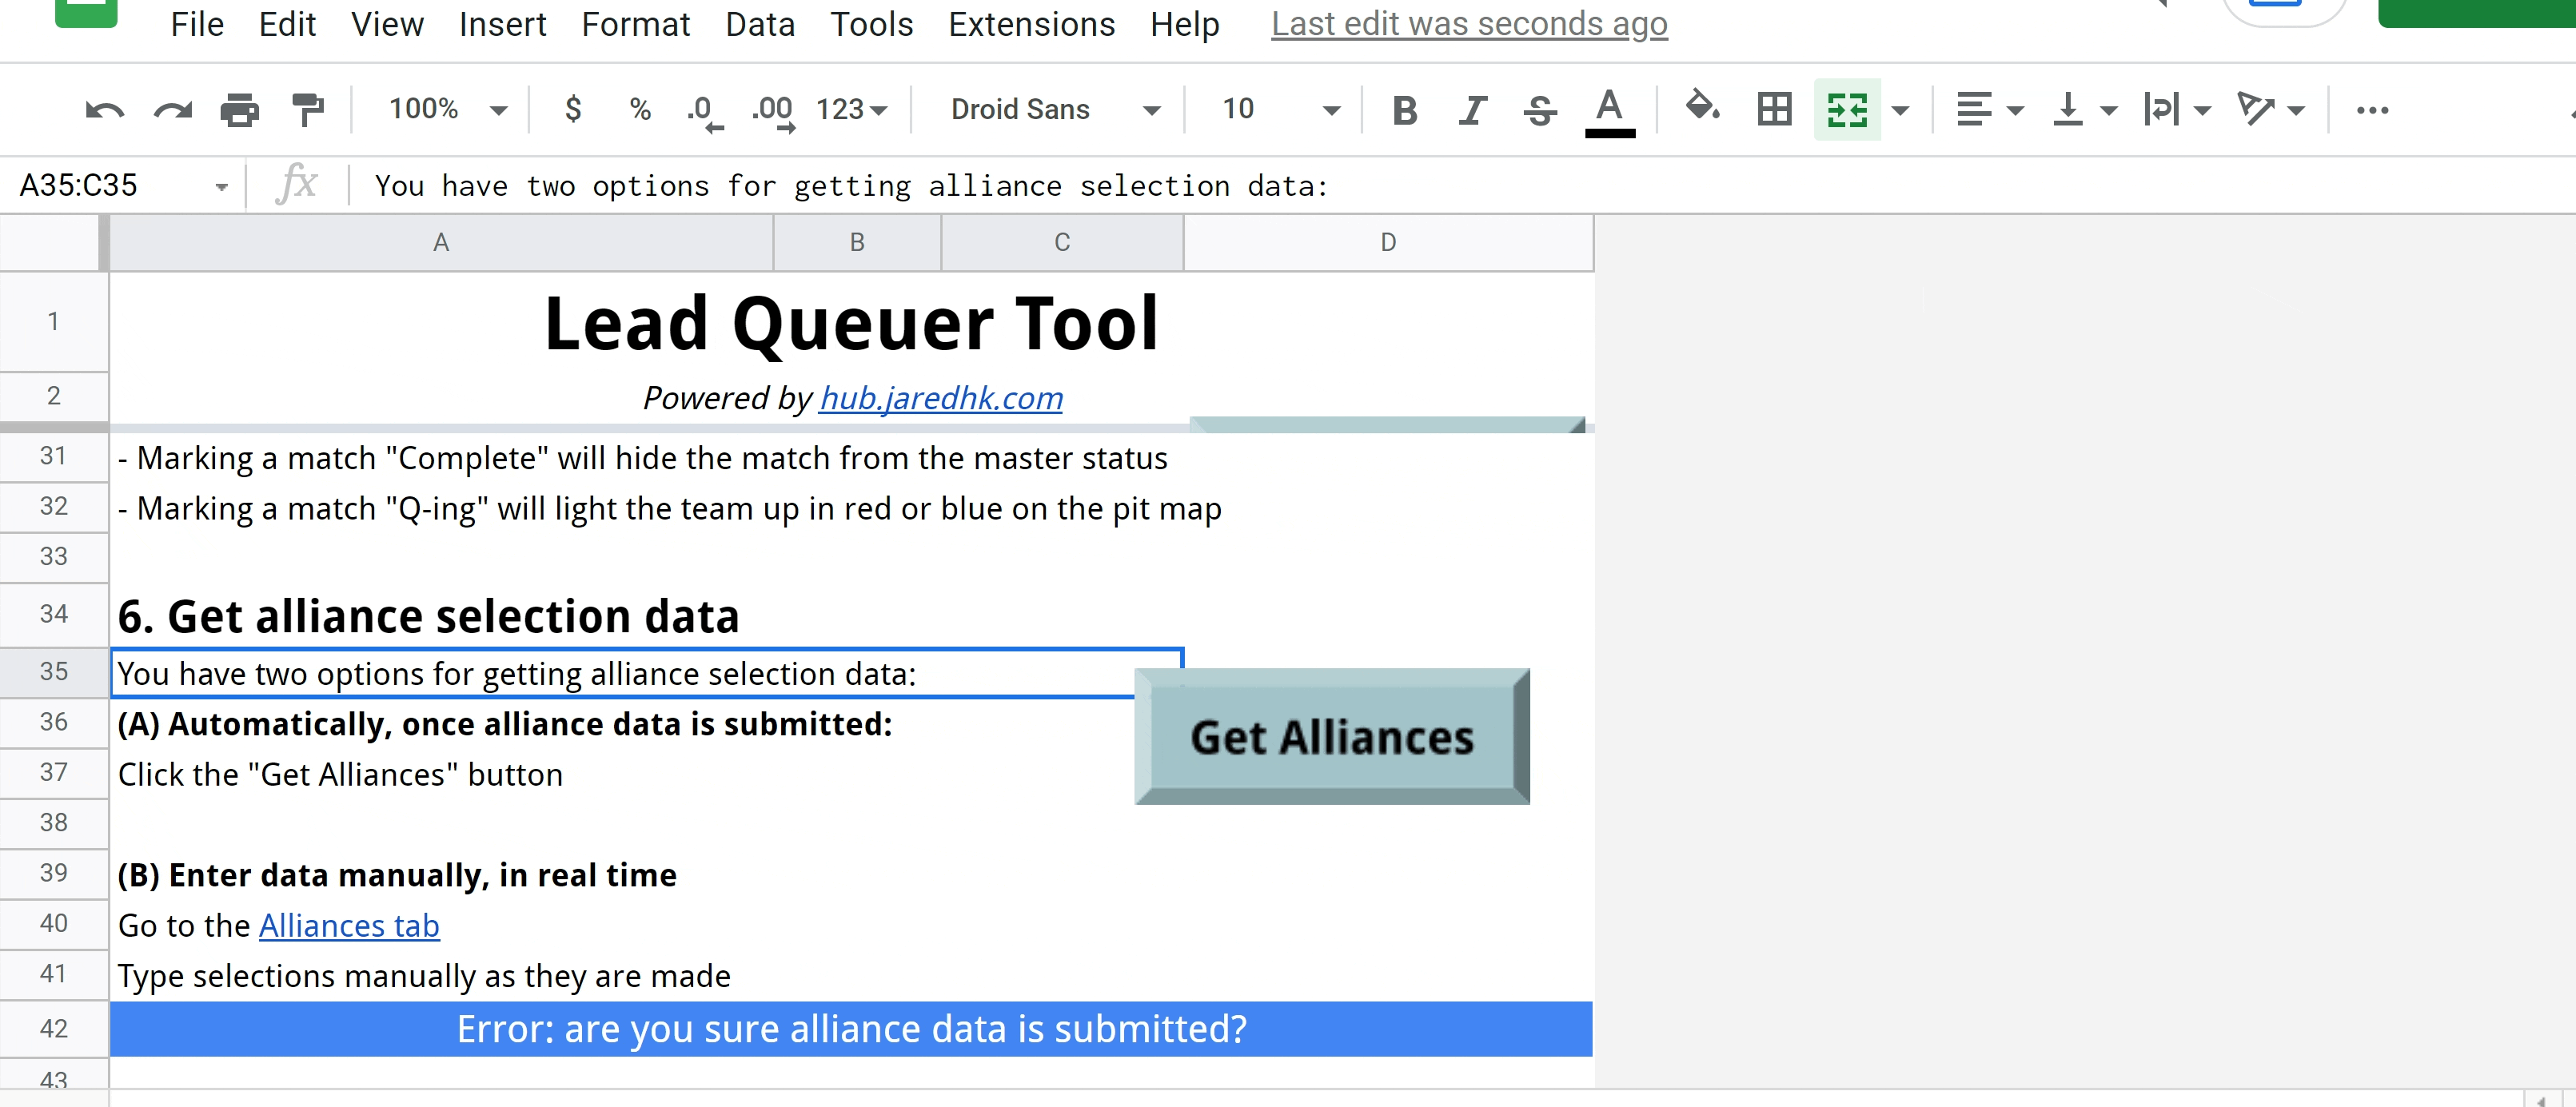 File Edit View Insert Format Data Tools Extensions Help Last edit was seconds ago
100% $ % .0 .00 123 Droid Sans 10 B I S A
A35:C35 fx You have two options for getting alliance selection data:
A B C D
1 Lead Queuer Tool
2 Powered by hub.jaredhk.com
31 - Marking a match "Complete" will hide the match from the master status
32 - Marking a match "Q-ing" will light the team up in red or blue on the pit map
33
34 6. Get alliance selection data
35 You have two options for getting alliance selection data:
36 (A) Automatically, once alliance data is submitted:
Get Alliances
37 Click the "Get Alliances" button
38
39 (B) Enter data manually, in real time
40 Go to the Alliances tab
41 Type selections manually as they are made
42 Error: are you sure alliance data is submitted?
43